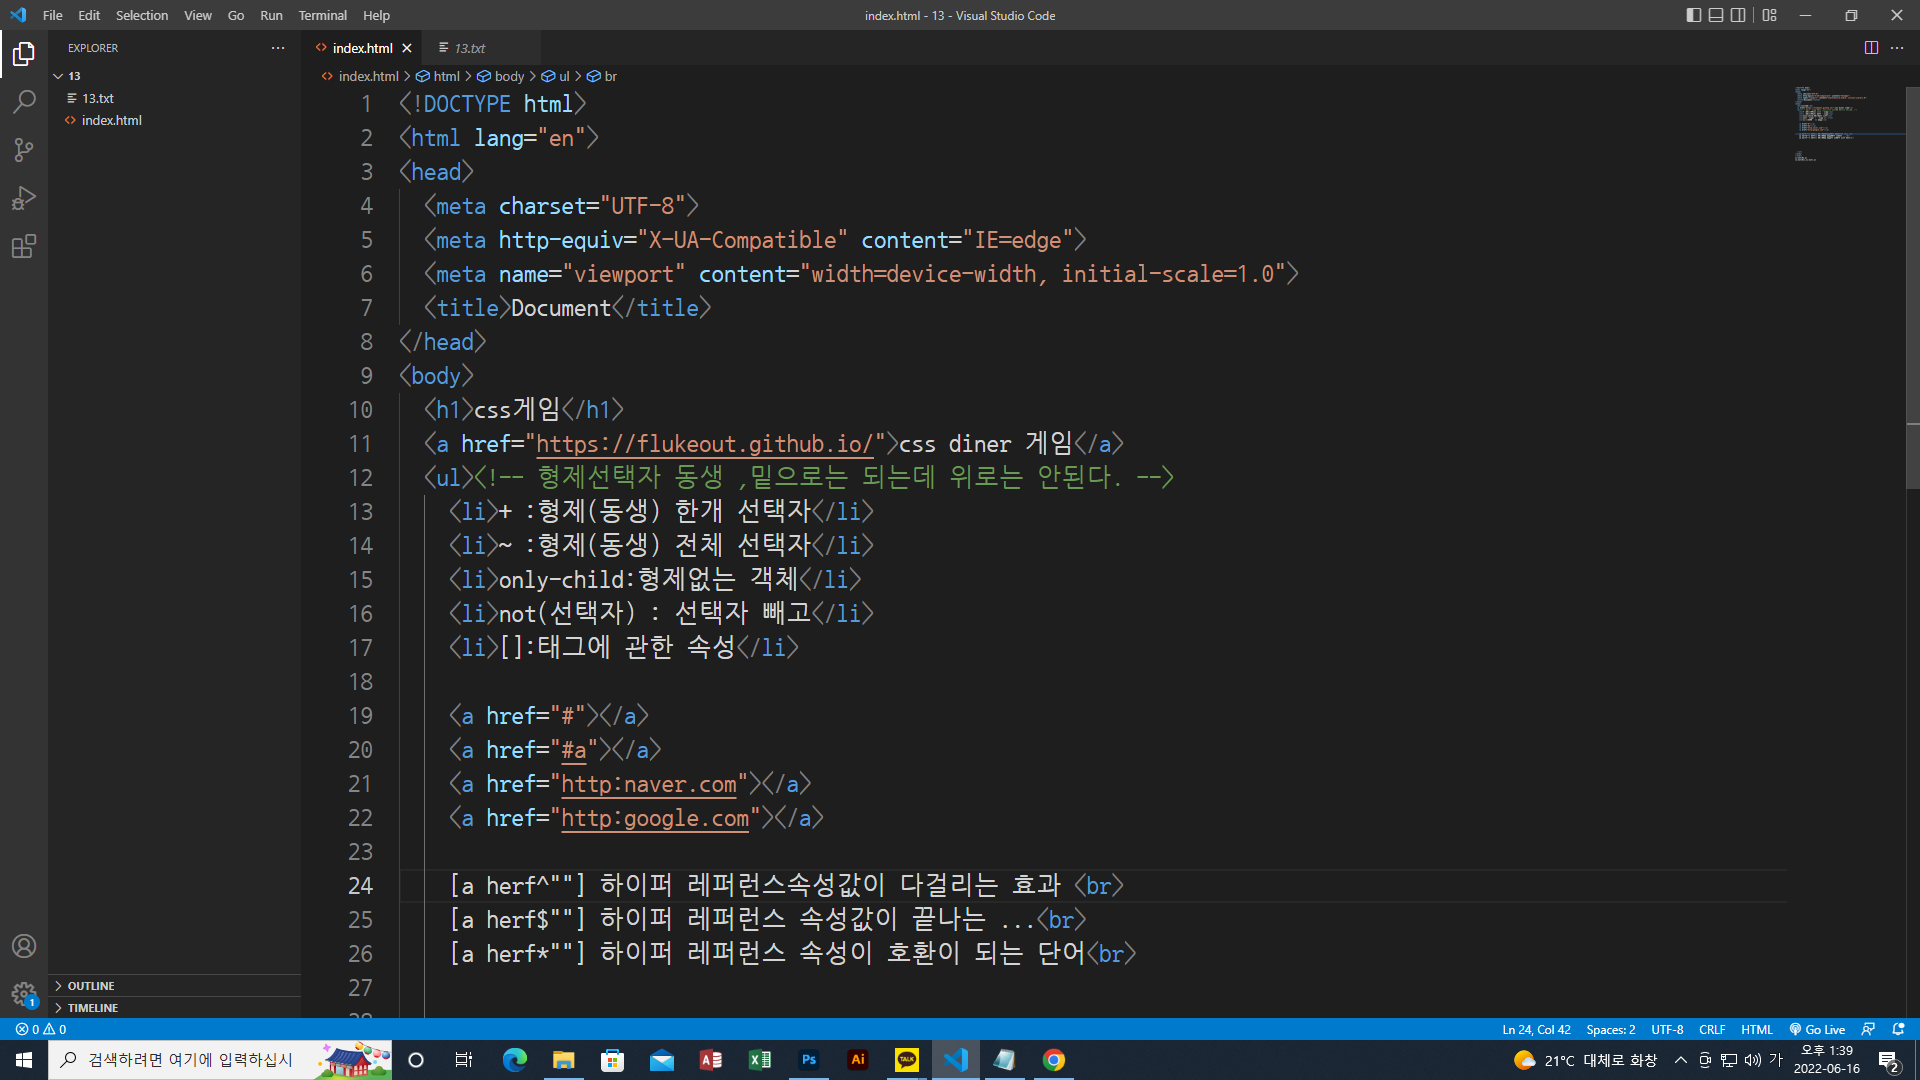 File Edit Selection View Go Run Terminal Help
index.html - 13 - Visual Studio Code
EXPLORER
13
13.txt
index.html
OUTLINE
TIMELINE
index.html
13.txt
index.html > html > body > ul > br
1 <!DOCTYPE html>
2 <html lang="en">
3 <head>
4 <meta charset="UTF-8">
5 <meta http-equiv="X-UA-Compatible" content="IE=edge">
6 <meta name="viewport" content="width=device-width, initial-scale=1.0">
7 <title>Document</title>
8 </head>
9 <body>
10 <h1>css게임</h1>
11 <a href="https://flukeout.github.io/">css diner 게임</a>
12 <ul><!-- 형제선택자 동생 ,밑으로는 되는데 위로는 안된다. -->
13 <li>+ :형제(동생) 한개 선택자</li>
14 <li>~ :형제(동생) 전체 선택자</li>
15 <li>only-child:형제없는 객체</li>
16 <li>not(선택자) : 선택자 빼고</li>
17 <li>[]:태그에 관한 속성</li>
18
19 <a href="#"></a>
20 <a href="#a"></a>
21 <a href="http:naver.com"></a>
22 <a href="http:google.com"></a>
23
24 [a herf^""] 하이퍼 레퍼런스속성값이 다걸리는 효과 <br>
25 [a herf$""] 하이퍼 레퍼런스 속성값이 끝나는 ...<br>
26 [a herf*""] 하이퍼 레퍼런스 속성이 호환이 되는 단어<br>
27
1
0 0
Ln 24, Col 42 Spaces: 2 UTF-8 CRLF HTML Go Live
검색하려면 여기에 입력하십시
Ps
Ai
TALK
21°C 대체로 화창
가
오후 1:39
2022-06-16
2